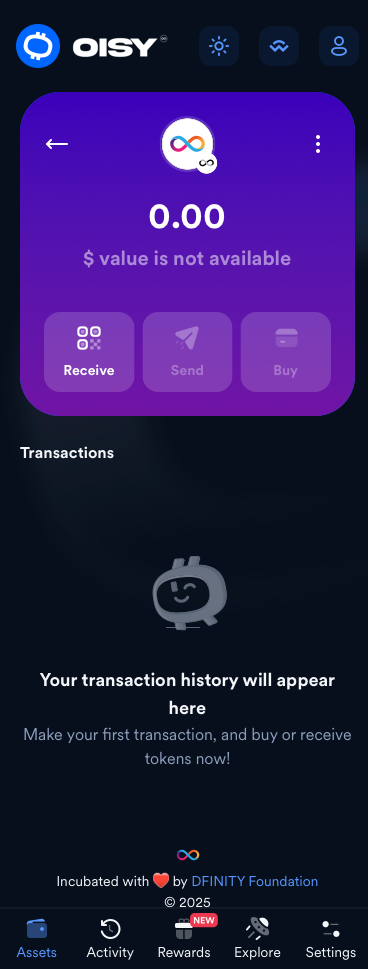 OISY
0.00
$ value is not available
Receive
Send
Buy
Transactions
Your transaction history will appear
here
Make your first transaction, and buy or receive
tokens now!
Incubated with ❤️ by DFINITY Foundation
© 2025
NEW
Assets
Activity
Rewards
Explore
Settings